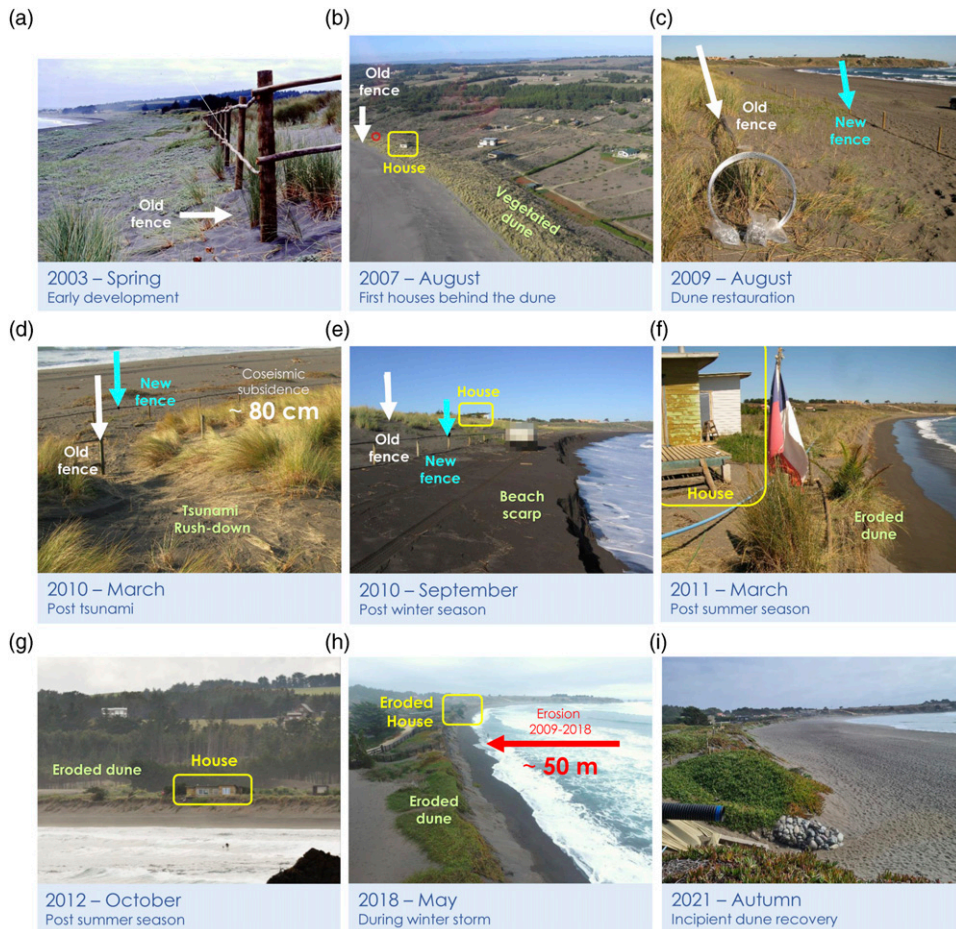 (a)
(b)
(c)
Old
fence
2003 – Spring
Early development
Old
fence
House
Vegetated
dune
2007 – August
First houses behind the dune
Old
fence
New
fence
2009 – August
Dune restauration
(d)
(e)
(f)
New
fence
Coseismic
subsidence
~ 80 cm
Old
fence
Tsunami
Rush-down
2010 – March
Post tsunami
House
Old
fence
New
fence
Beach
scarp
2010 – September
Post winter season
House
Eroded
dune
2011 – March
Post summer season
(g)
(h)
(i)
House
Eroded dune
2012 – October
Post summer season
Eroded
House
Erosion
2009-2018
~ 50 m
Eroded
dune
2018 – May
During winter storm
2021 – Autumn
Incipient dune recovery